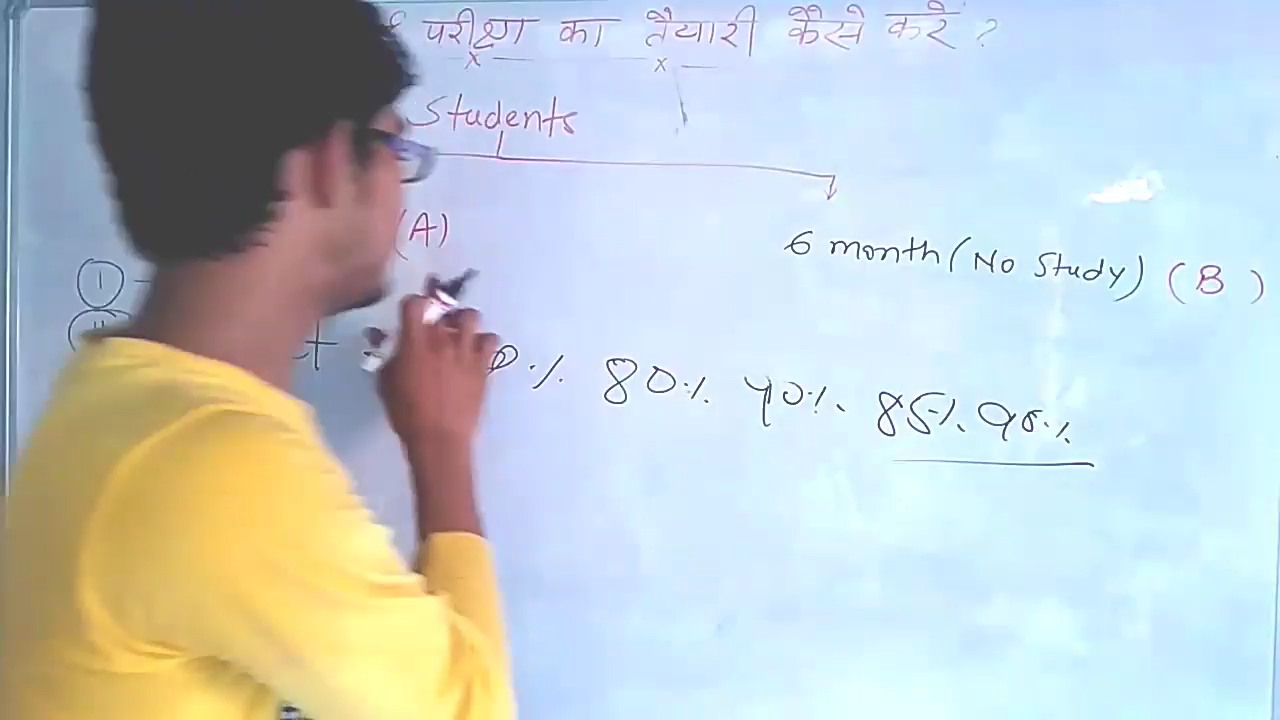 परीक्षा का तैयारी कैसे करे ?
Students
(A)
6 month (No Study) (B)
I
80% 90% 85% 95%